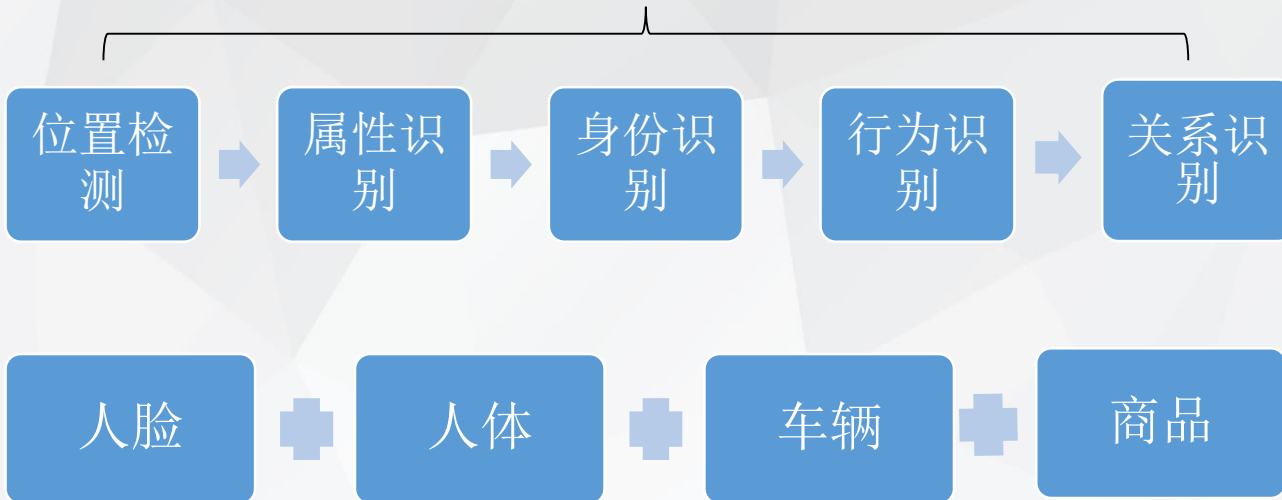 位置检
测
属性识
别
身份识
别
行为识
别
关系识
别
人脸
人体
车辆
商品